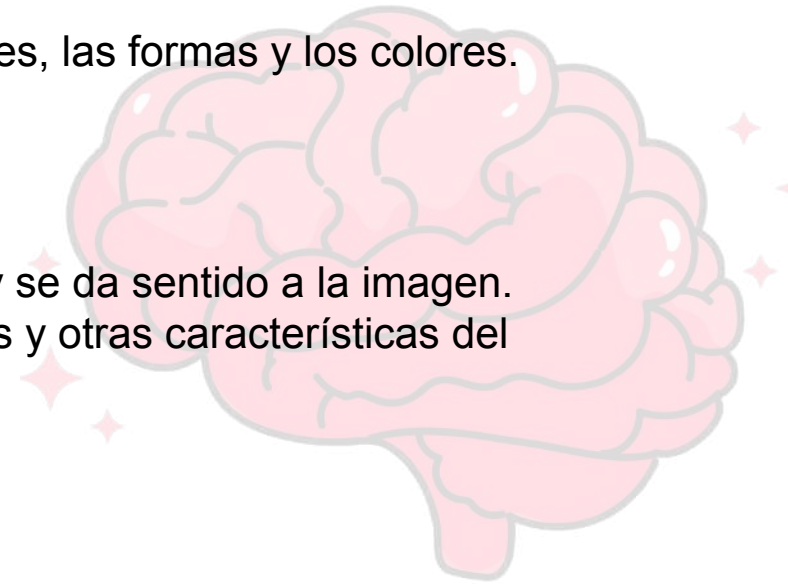 es, las formas y los colores.
se da sentido a la imagen.
s y otras características del